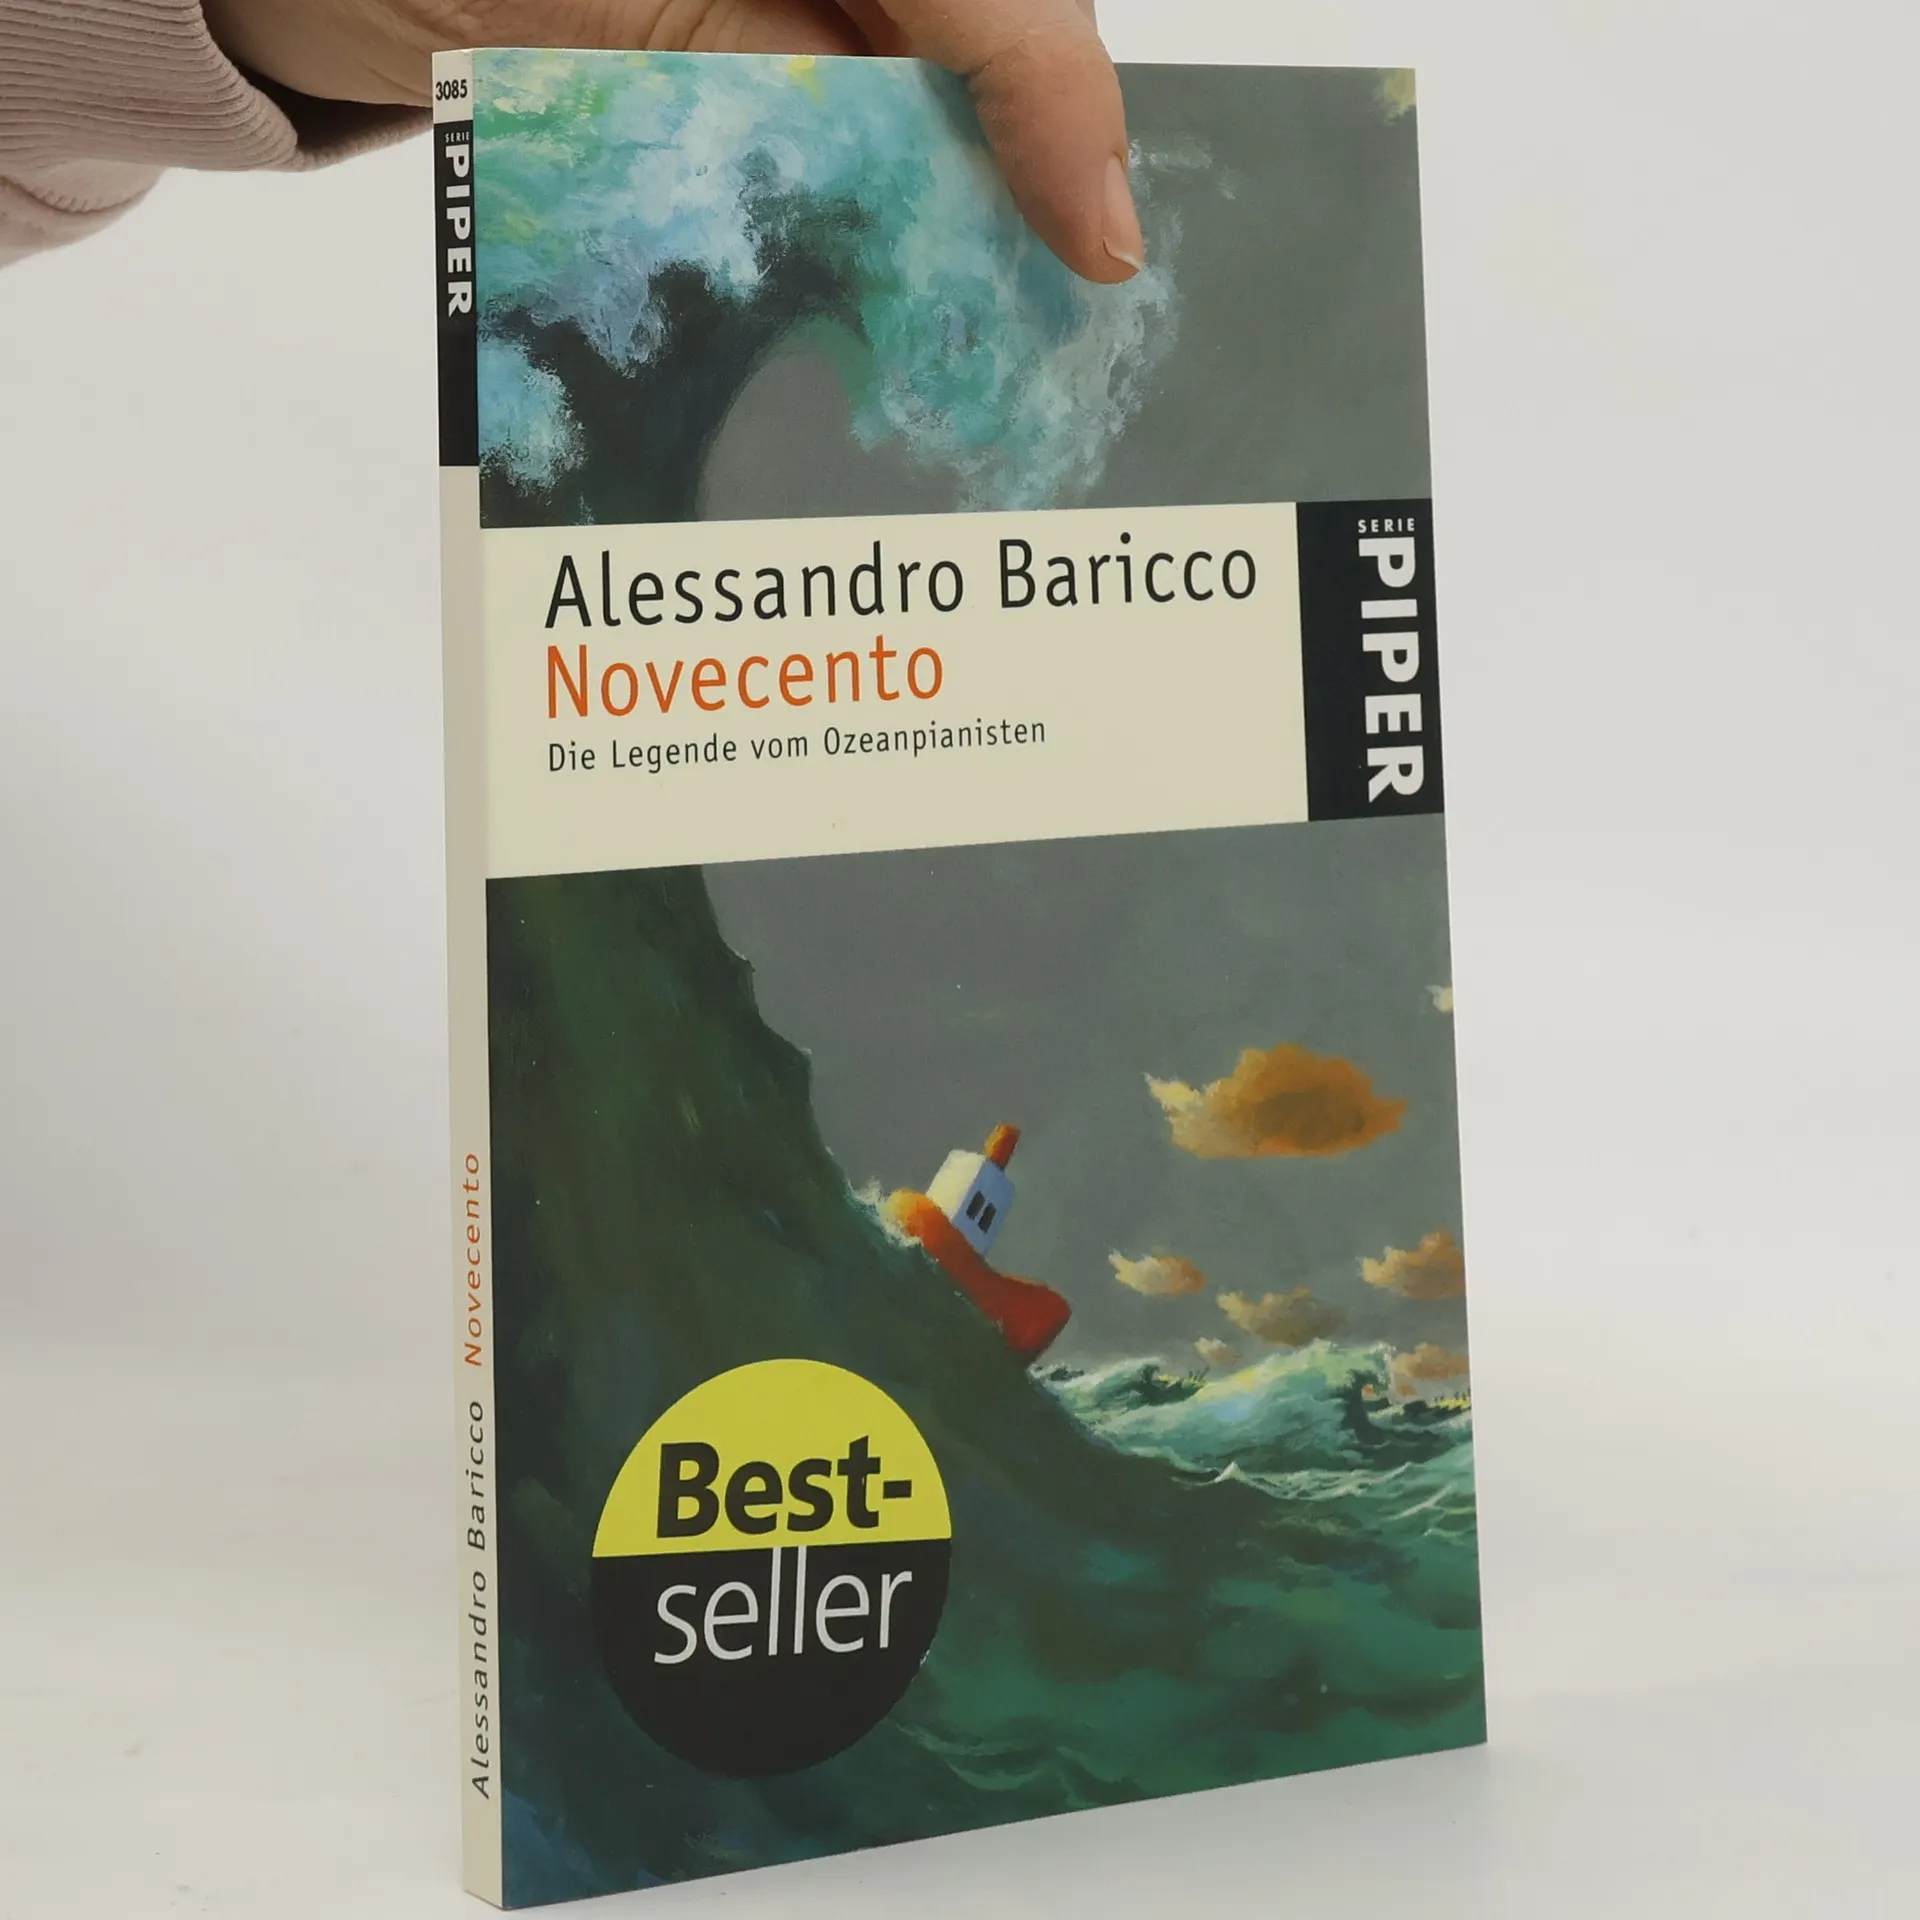 3085
SERIE
PIPER
Alessandro Baricco
Novecento
Die Legende vom Ozeanpianisten
SERIE
PIPER
Best-
seller
Alessandro Baricco Novecento